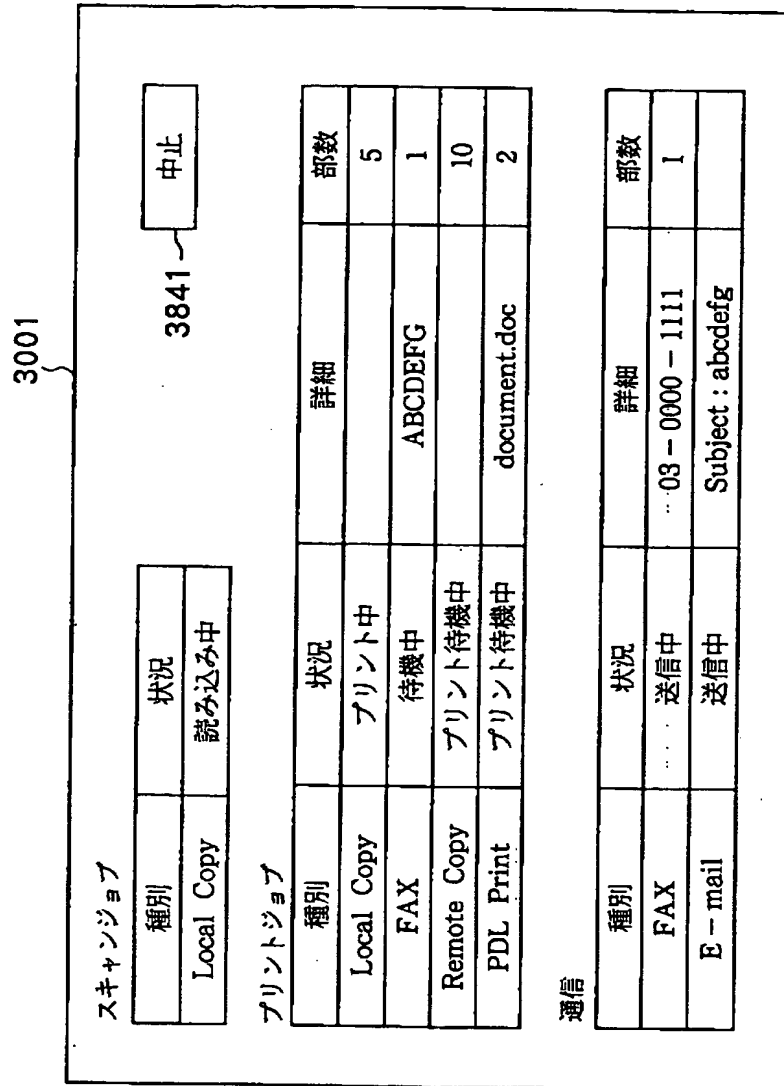 3001
スキャンジョブ
種別 状況
Local Copy 読み込み中
3841 中止
プリントジョブ
種別 状況 詳細 部数
Local Copy プリント中 5
FAX 待機中 ABCDEFG 1
Remote Copy プリント待機中 10
PDL Print プリント待機中 document.doc 2
通信
種別 状況 詳細 部数
FAX 送信中 03-0000-1111 1
E-mail 送信中 Subject : abcdefg